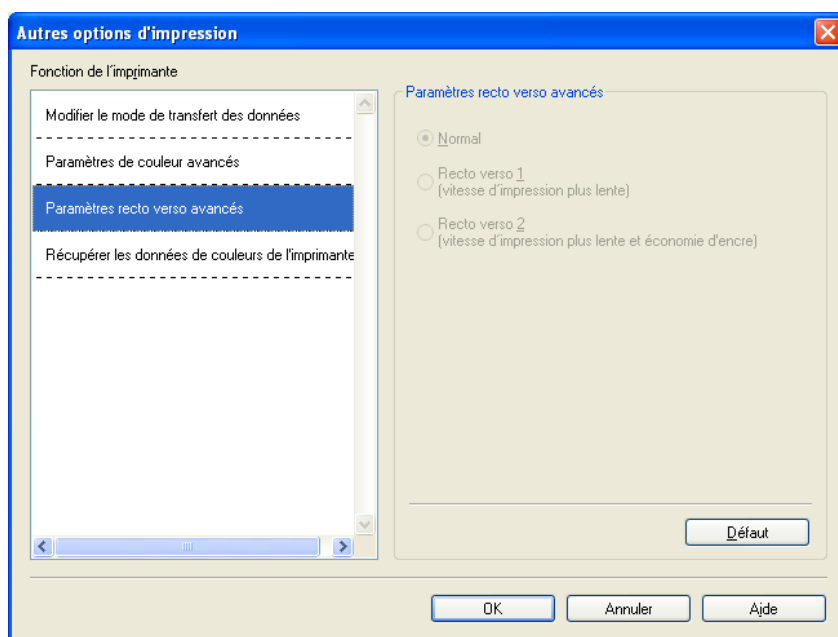 Autres options d'impression
Fonction de l'imprimante
Modifier le mode de transfert des données
Paramètres de couleur avancés
Paramètres recto verso avancés
Récupérer les données de couleurs de l'imprimante
Paramètres recto verso avancés
Normal
Recto verso 1
(vitesse d'impression plus lente)
Recto verso 2
(vitesse d'impression plus lente et économie d'encre)
Défaut
OK
Annuler
Aide